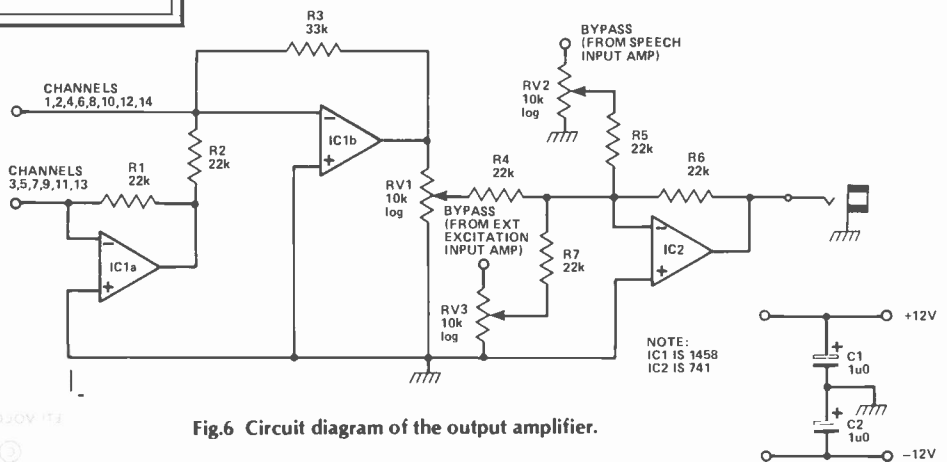 R3
33k
CHANNELS
1,2,4,6,8,10,12,14
R2
22k
IC1b
CHANNELS
3,5,7,9,11,13
R1
22k
IC1a
BYPASS
(FROM SPEECH
INPUT AMP)
RV2
10k
log
R5
22k
R4
22k
R6
22k
RV1
10k
log
BYPASS
(FROM EXT
EXCITATION
INPUT AMP)
R7
22k
IC2
RV3
10k
log
NOTE:
IC1 IS 1458
IC2 IS 741
+12V
C1
1u0
C2
1u0
−12V
Fig.6 Circuit diagram of the output amplifier.